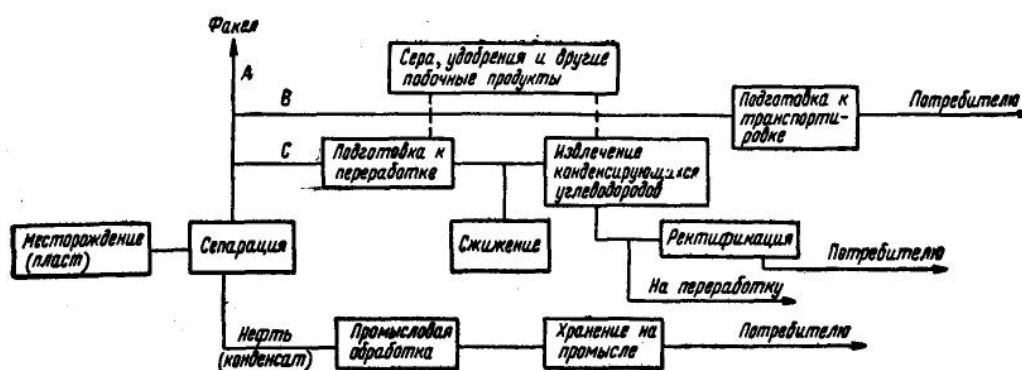 Факел
A
Сера, удобрения и другие
побочные продукты
B
Подготовка к
транспорти-
ровке
Потребителю
C
Подготовка к
переработке
Извлечение
конденсирующихся
углеводородов
Месторождение
(пласт)
Сепарация
Сжижение
Ректификация
Потребителю
На переработку
Нефть
(конденсат)
Промысловая
обработка
Хранение на
промысле
Потребителю